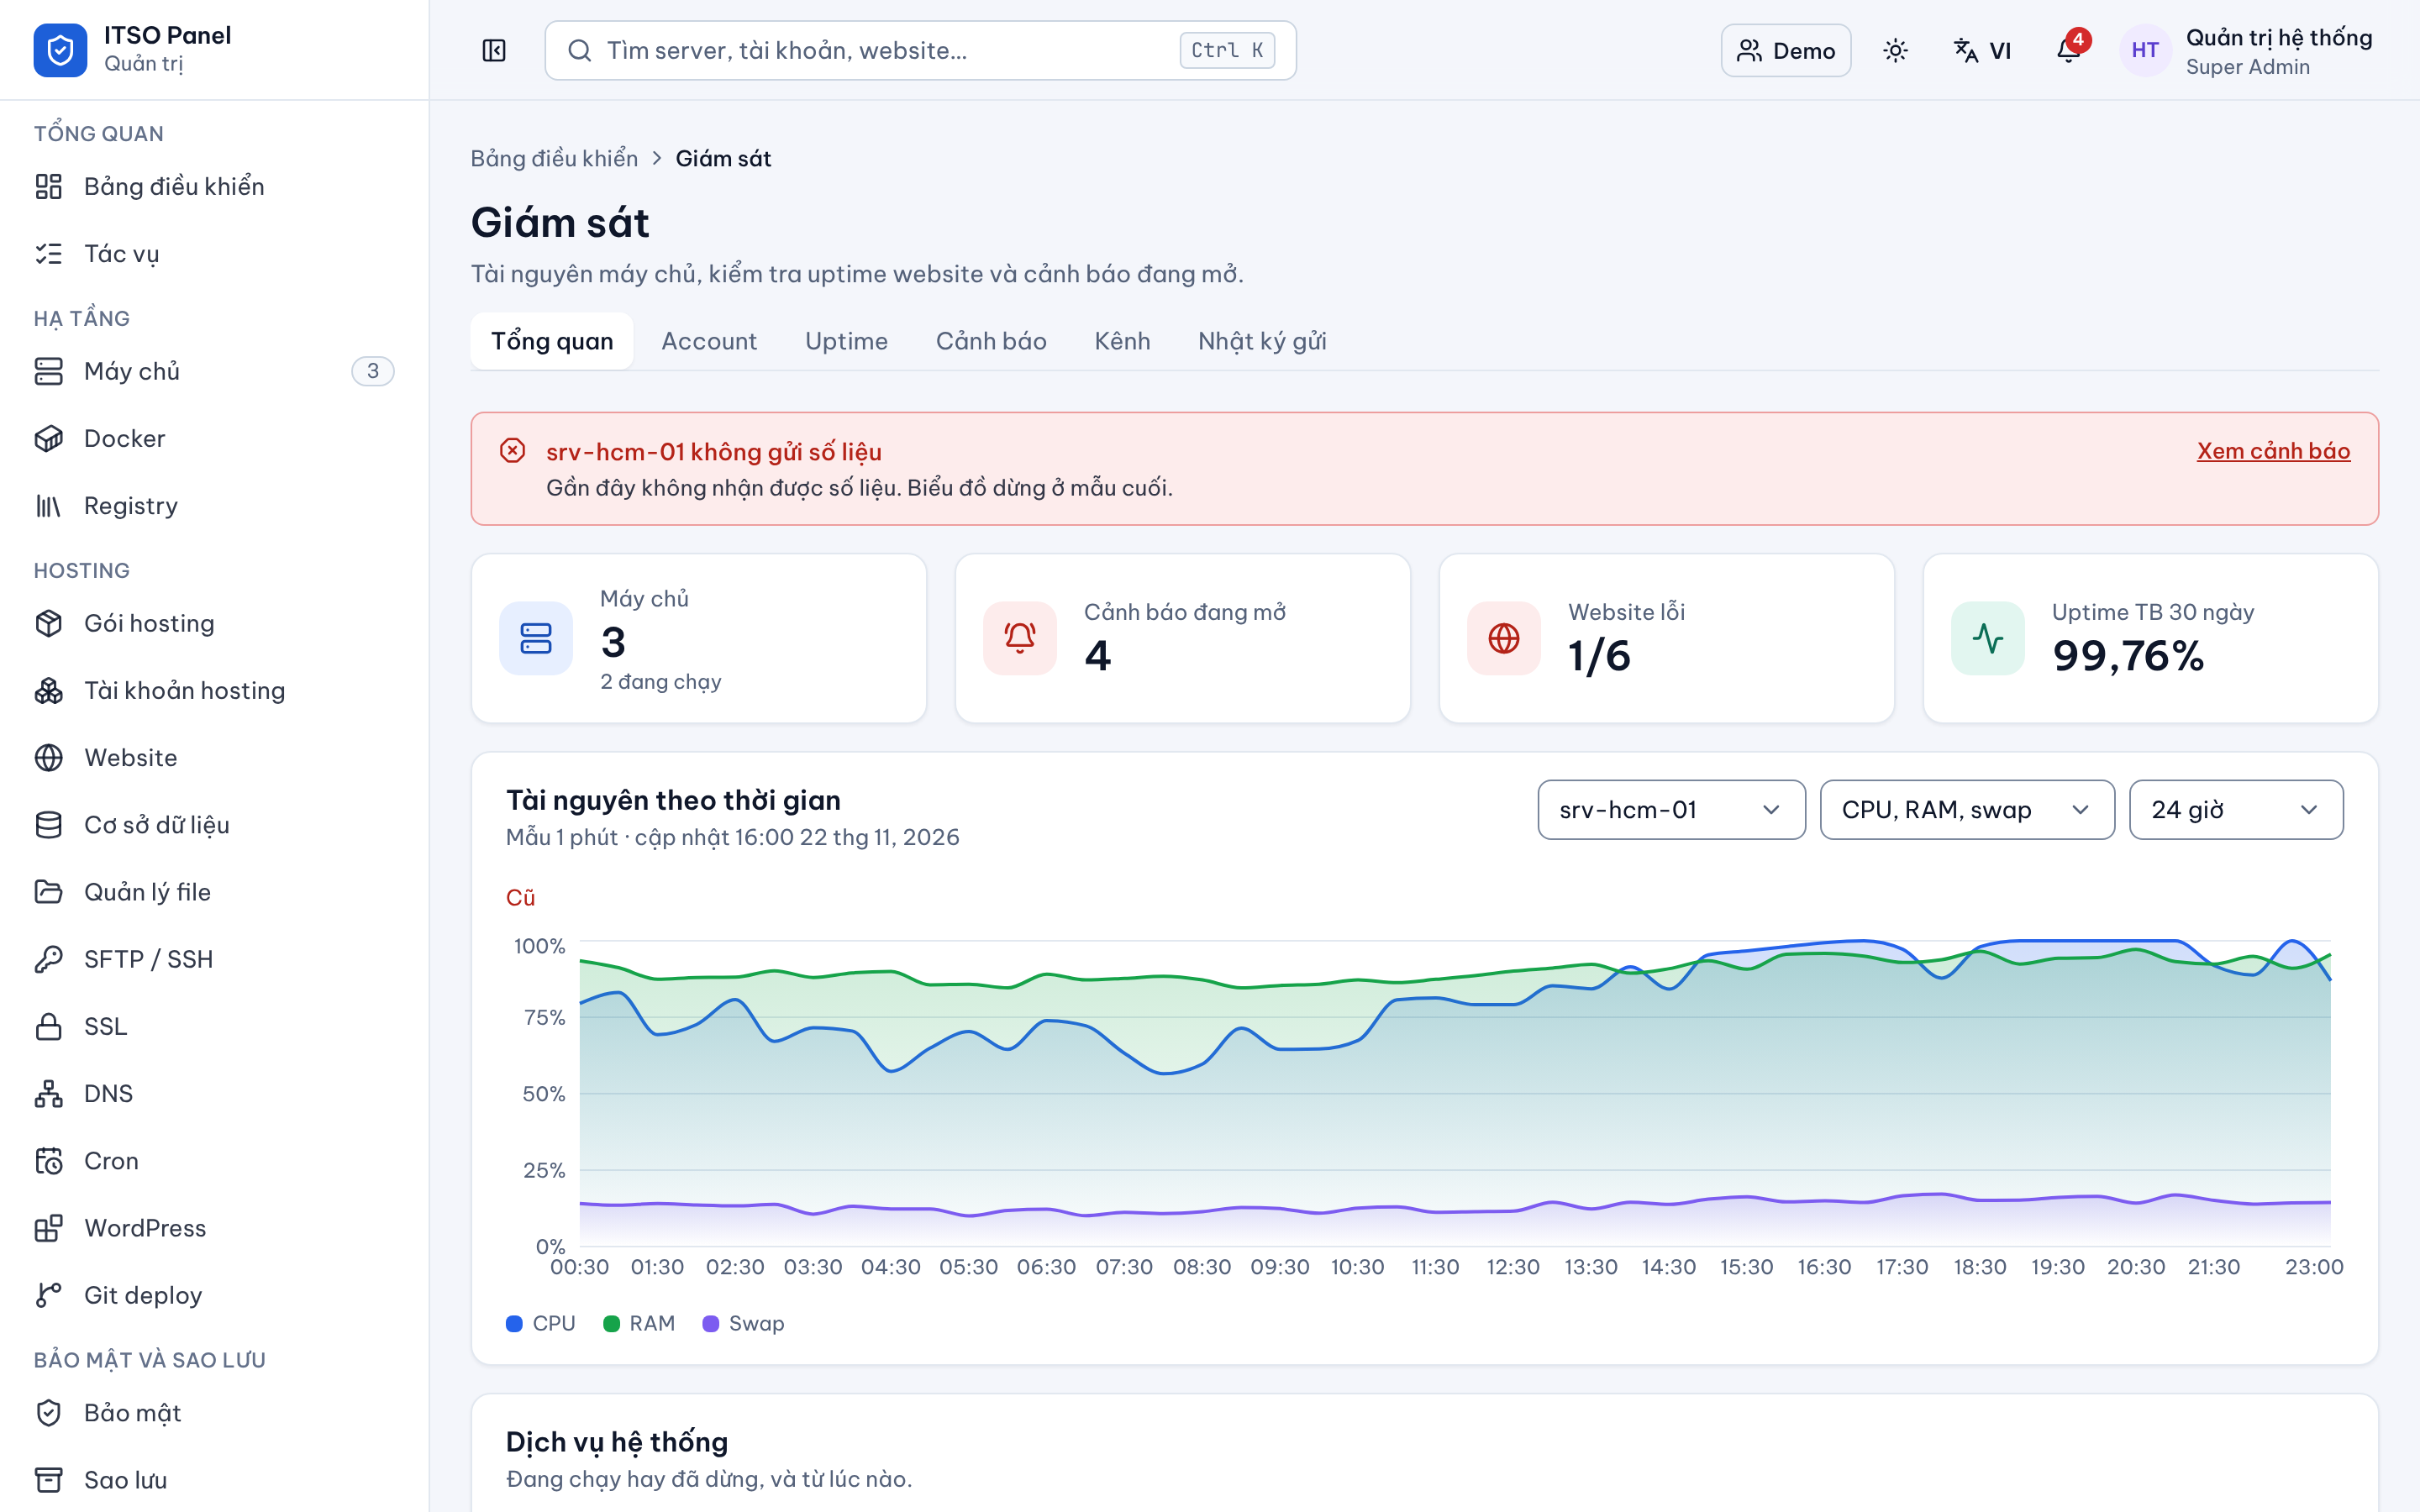 ITSO Panel
Quản trị
TỔNG QUAN
Bảng điều khiển
Tác vụ
HẠ TẦNG
Máy chủ
3
Docker
Registry
HOSTING
Gói hosting
Tài khoản hosting
Website
Cơ sở dữ liệu
Quản lý file
SFTP / SSH
SSL
DNS
Cron
WordPress
Git deploy
BẢO MẬT VÀ SAO LƯU
Bảo mật
Sao lưu
Tìm server, tài khoản, website...
Ctrl K
Demo
VI
4
HT
Quản trị hệ thống
Super Admin
Bảng điều khiển > Giám sát
Giám sát
Tài nguyên máy chủ, kiểm tra uptime website và cảnh báo đang mở.
Tổng quan
Account
Uptime
Cảnh báo
Kênh
Nhật ký gửi
srv-hcm-01 không gửi số liệu
Xem cảnh báo
Gần đây không nhận được số liệu. Biểu đồ dừng ở mẫu cuối.
Máy chủ
3
2 đang chạy
Cảnh báo đang mở
4
Website lỗi
1/6
Uptime TB 30 ngày
99,76%
Tài nguyên theo thời gian
Mẫu 1 phút · cập nhật 16:00 22 thg 11, 2026
srv-hcm-01
CPU, RAM, swap
24 giờ
Cũ
100%
75%
50%
25%
0%
00:30 01:30 02:30 03:30 04:30 05:30 06:30 07:30 08:30 09:30 10:30 11:30 12:30 13:30 14:30 15:30 16:30 17:30 18:30 19:30 20:30 21:30 23:00
CPU RAM Swap
Dịch vụ hệ thống
Đang chạy hay đã dừng, và từ lúc nào.